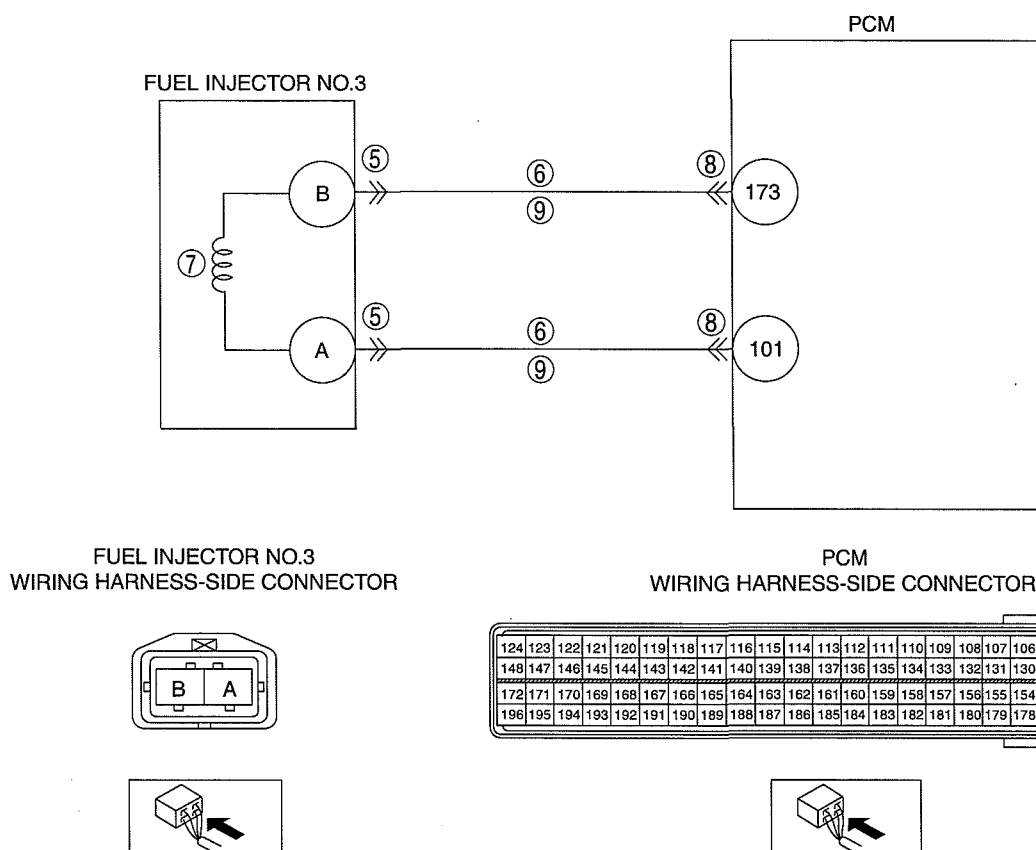 PCM
FUEL INJECTOR NO.3
B
⑤
⑥
⑨
⑧
173
⑦
A
⑤
⑥
⑨
⑧
101
FUEL INJECTOR NO.3
WIRING HARNESS-SIDE CONNECTOR
B A
PCM
WIRING HARNESS-SIDE CONNECTOR
124 123 122 121 120 119 118 117 116 115 114 113 112 111 110 109 108 107 106
148 147 146 145 144 143 142 141 140 139 138 137 136 135 134 133 132 131 130
172 171 170 169 168 167 166 165 164 163 162 161 160 159 158 157 156 155 154
196 195 194 193 192 191 190 189 188 187 186 185 184 183 182 181 180 179 178